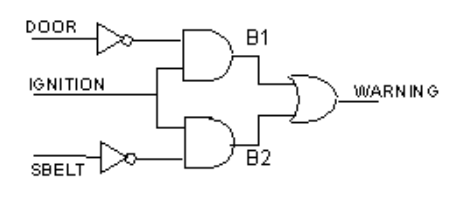 DOOR
B1
IGNITION
WARNING
B2
SBELT